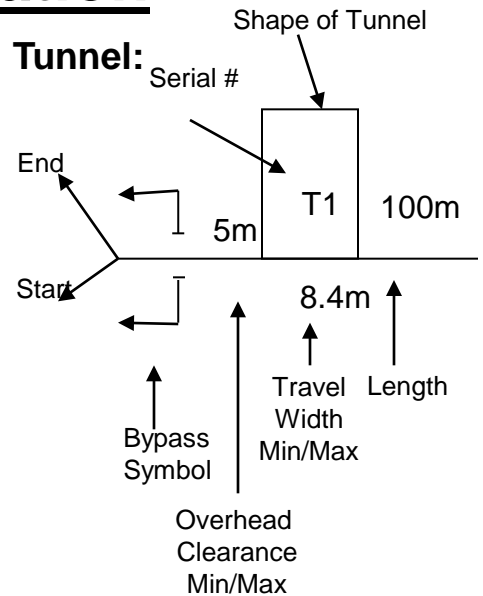 Shape of Tunnel
Tunnel:
Serial #
End
T1
100m
5m
Start
8.4m
Travel
Width
Min/Max
Length
Bypass
Symbol
Overhead
Clearance
Min/Max